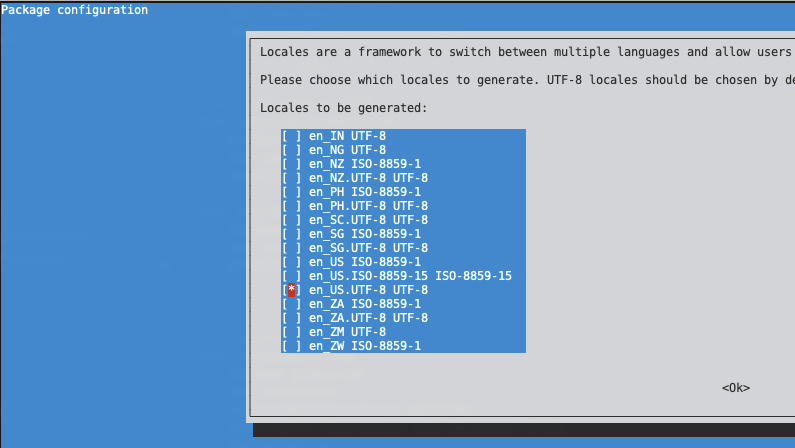 Package configuration
Locales are a framework to switch between multiple languages and allow users
Please choose which locales to generate. UTF-8 locales should be chosen by de
Locales to be generated:
[ ] en_IN UTF-8
[ ] en_NG UTF-8
[ ] en_NZ ISO-8859-1
[ ] en_NZ.UTF-8 UTF-8
[ ] en_PH ISO-8859-1
[ ] en_PH.UTF-8 UTF-8
[ ] en_SC.UTF-8 UTF-8
[ ] en_SG ISO-8859-1
[ ] en_SG.UTF-8 UTF-8
[ ] en_US ISO-8859-1
[ ] en_US.ISO-8859-15 ISO-8859-15
[*] en_US.UTF-8 UTF-8
[ ] en_ZA ISO-8859-1
[ ] en_ZA.UTF-8 UTF-8
[ ] en_ZM UTF-8
[ ] en_ZW ISO-8859-1
<Ok>